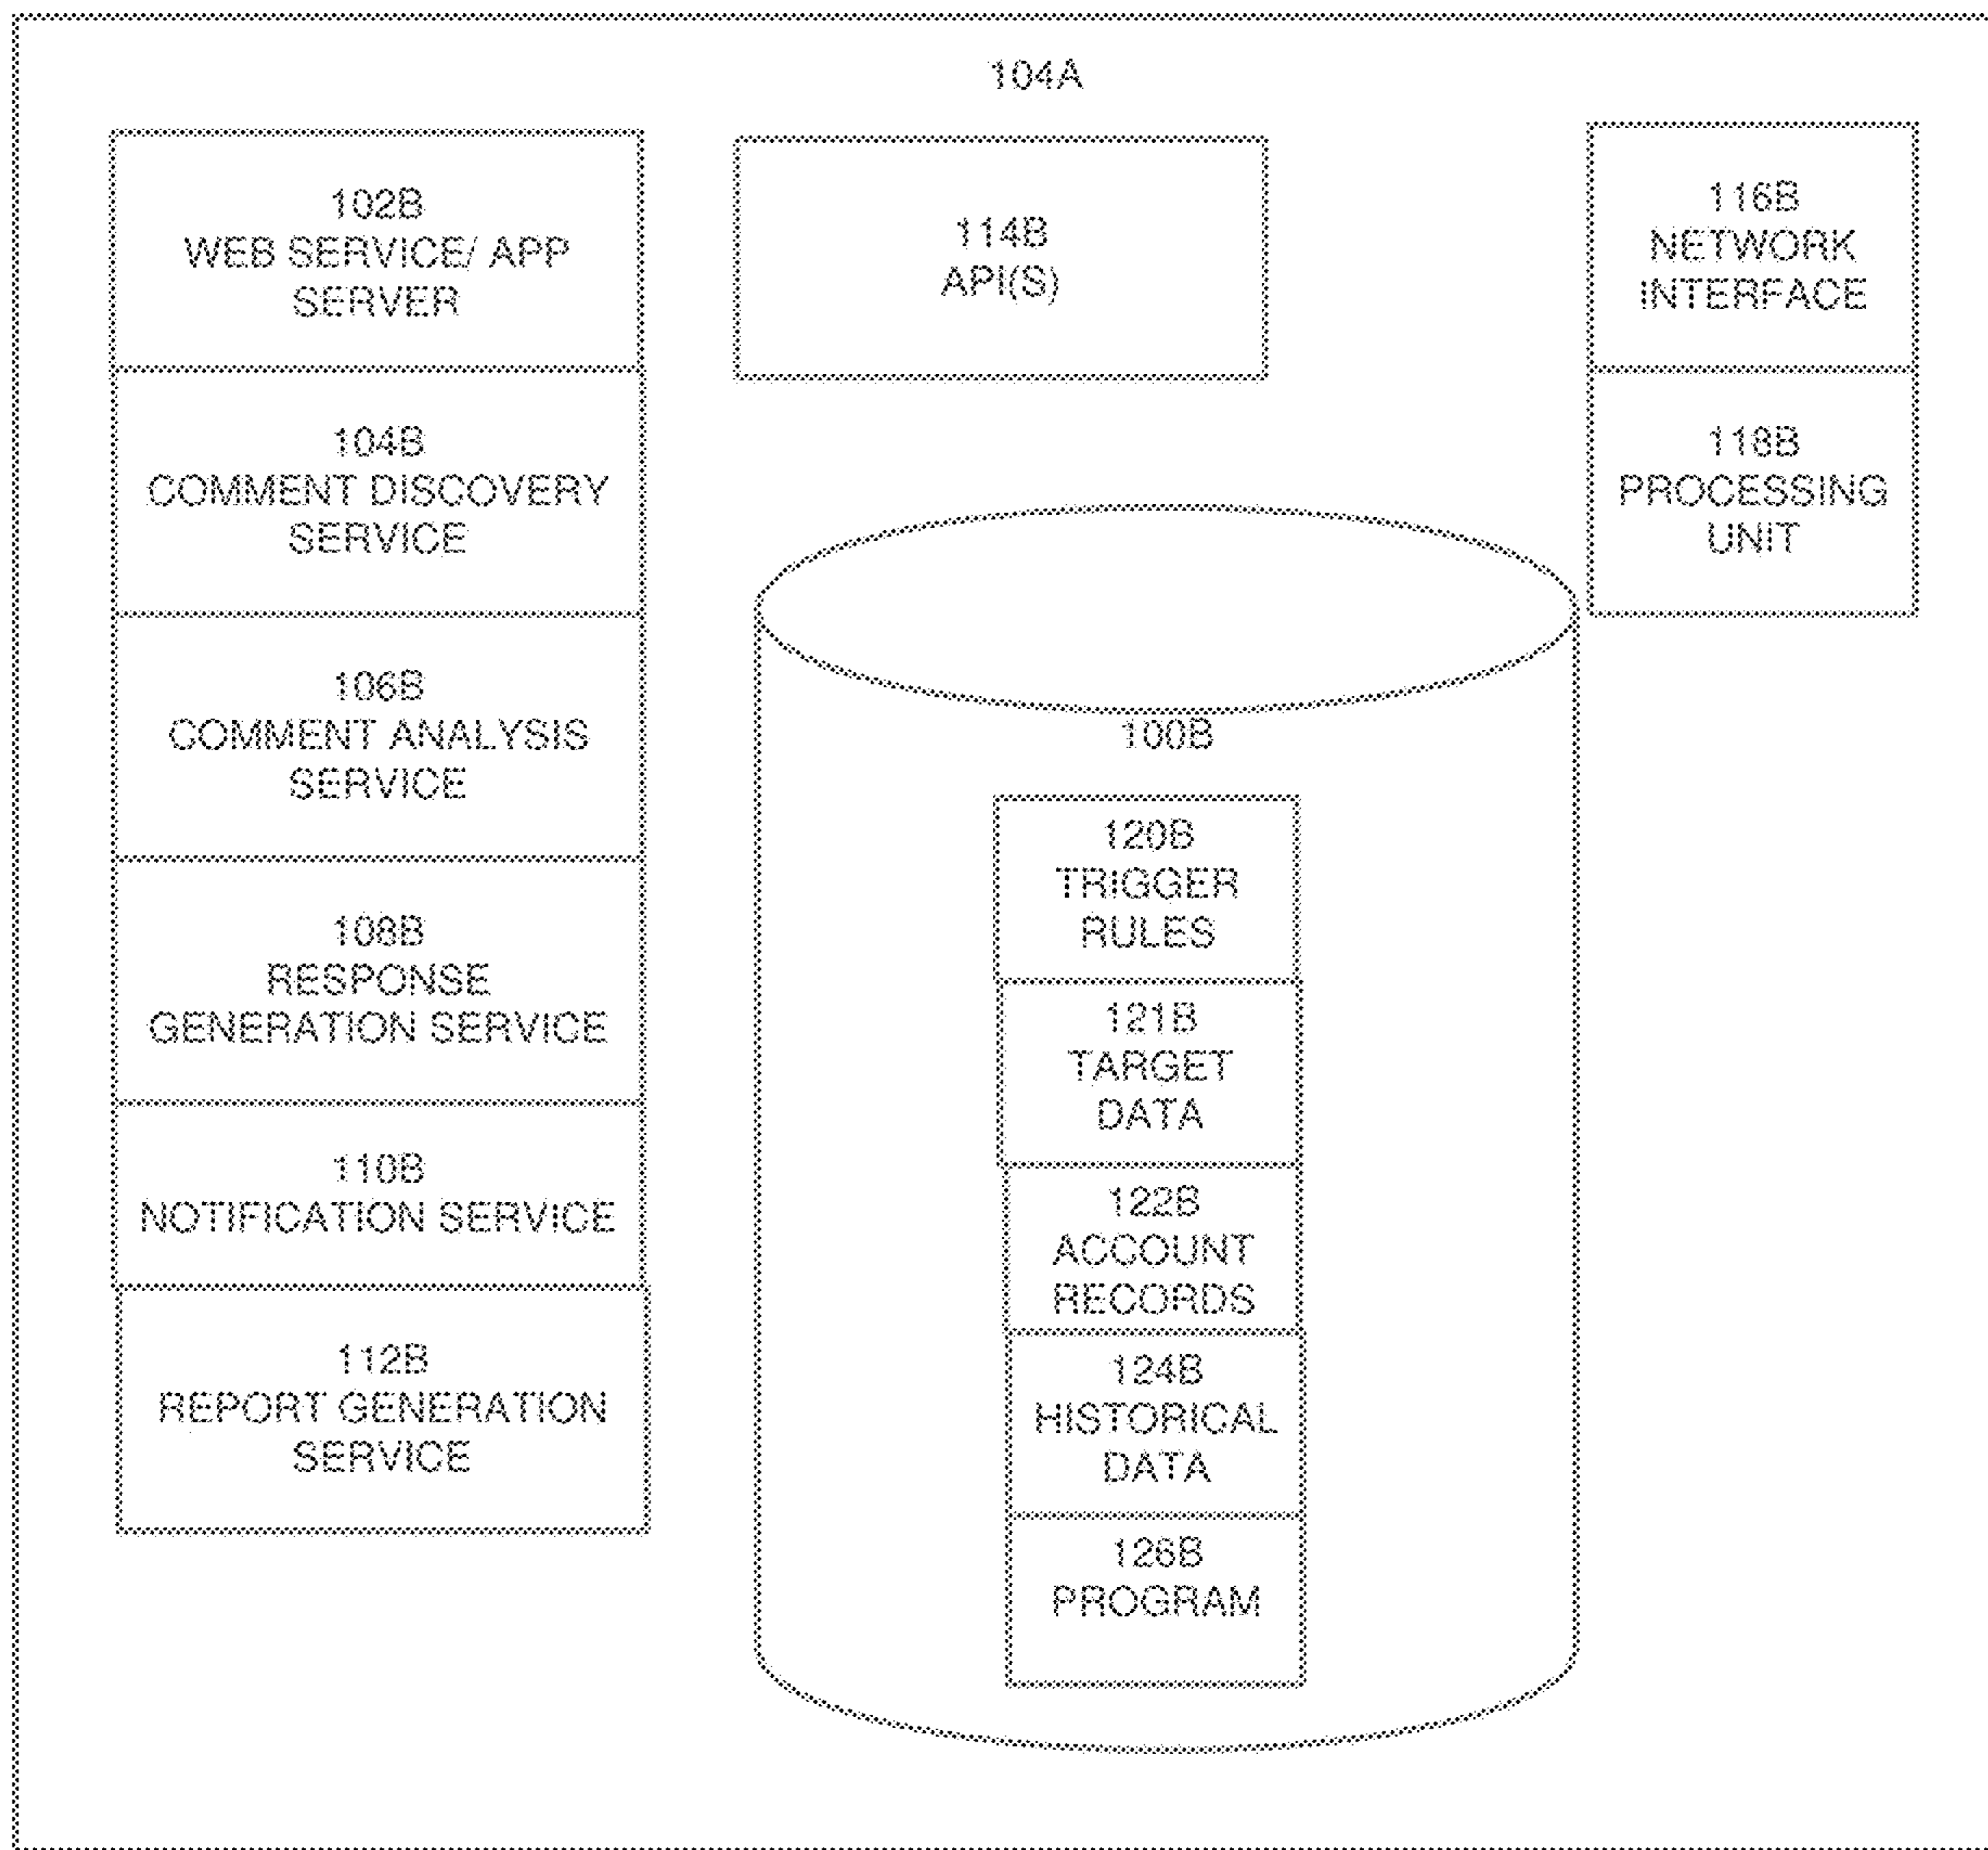 104A
102B
WEB SERVICE/ APP
SERVER
104B
COMMENT DISCOVERY
SERVICE
106B
COMMENT ANALYSIS
SERVICE
108B
RESPONSE
GENERATION SERVICE
110B
NOTIFICATION SERVICE
112B
REPORT GENERATION
SERVICE
114B
API(S)
116B
NETWORK
INTERFACE
118B
PROCESSING
UNIT
100B
120B
TRIGGER
RULES
121B
TARGET
DATA
122B
ACCOUNT
RECORDS
124B
HISTORICAL
DATA
126B
PROGRAM